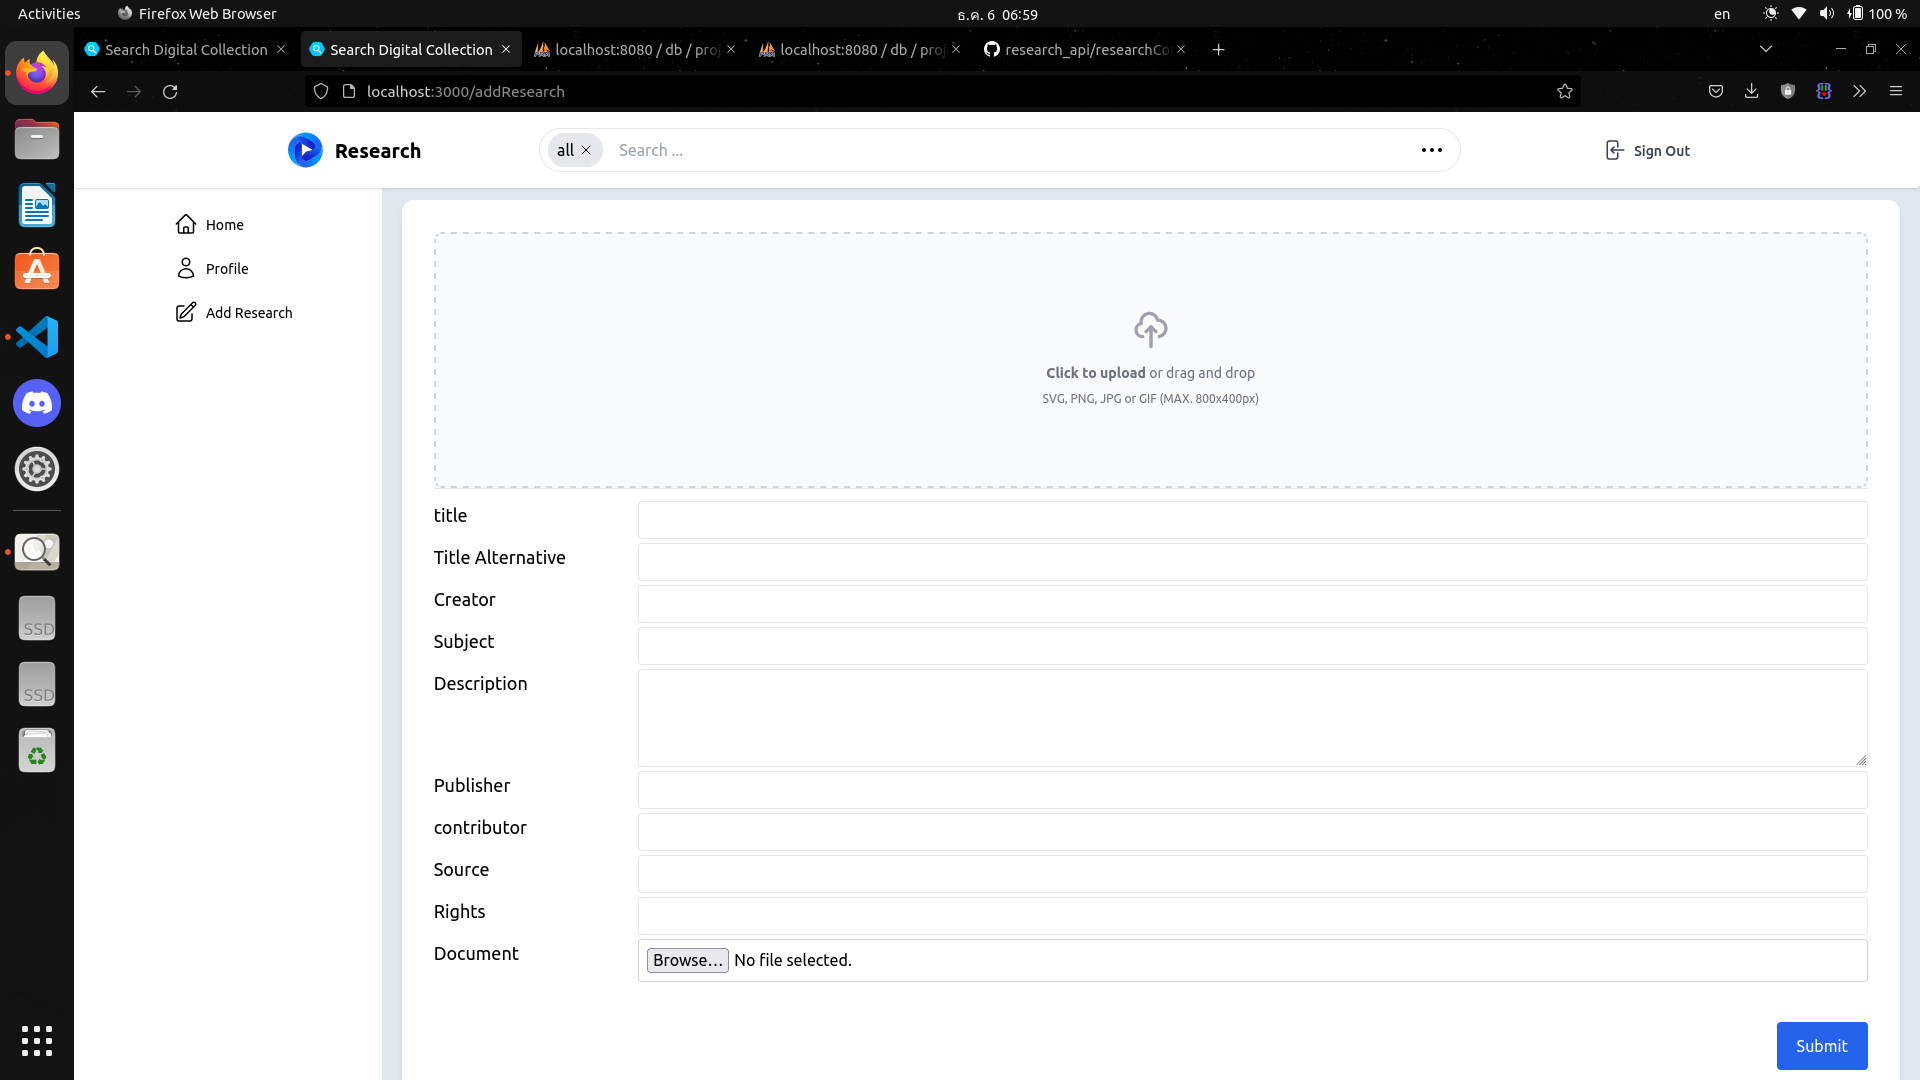 Activities
Firefox Web Browser
ธ.ค. 6 06:59
en
100 %
Search Digital Collection
Search Digital Collection
localhost:8080 / db / proj
localhost:8080 / db / proj
research_api/researchCo
localhost:3000/addResearch
Research
all
Search ...
Sign Out
Home
Profile
Add Research
Click to upload or drag and drop
SVG, PNG, JPG or GIF (MAX. 800x400px)
title
Title Alternative
Creator
Subject
Description
Publisher
contributor
Source
Rights
Document
Browse... No file selected.
Submit
SSD
SSD